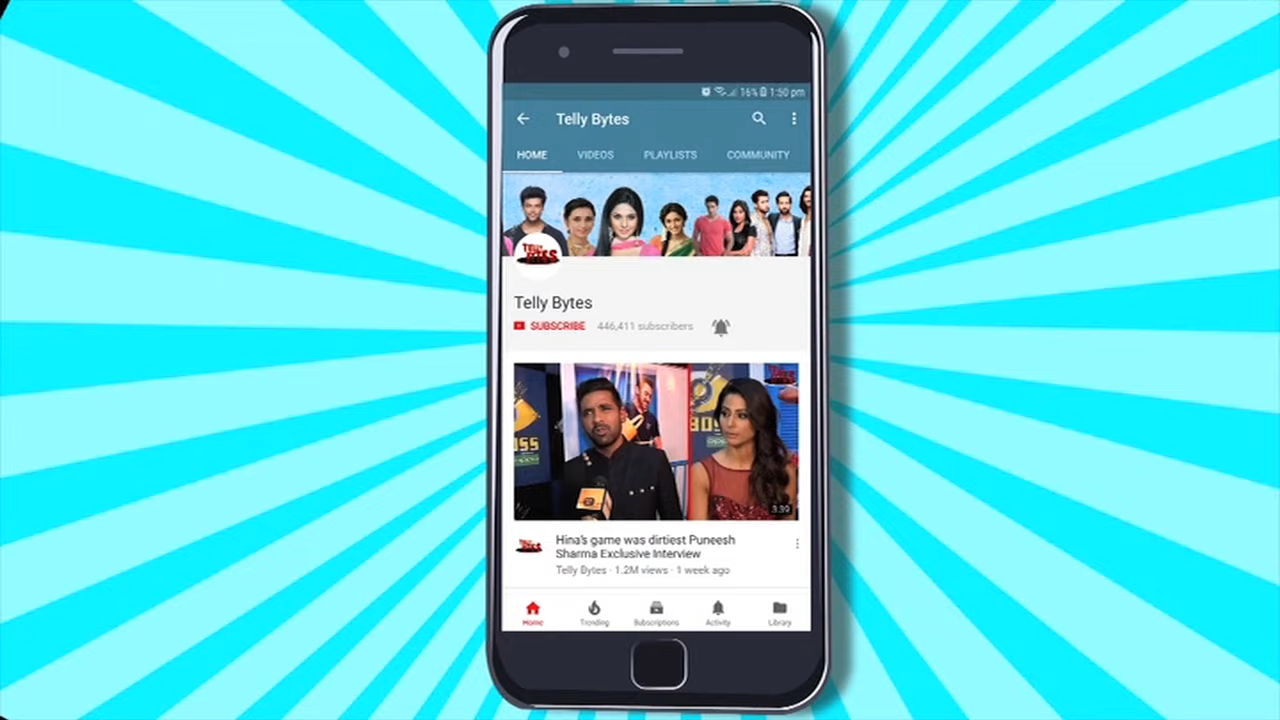 16% 1:50 pm
Telly Bytes
HOME VIDEOS PLAYLISTS COMMUNITY
Telly Bytes
SUBSCRIBE 446,411 subscribers
BOSS
3:39
Hina's game was dirtiest Puneesh
Sharma Exclusive Interview
Telly Bytes · 1.2M views · 1 week ago
Home Trending Subscriptions Activity Library